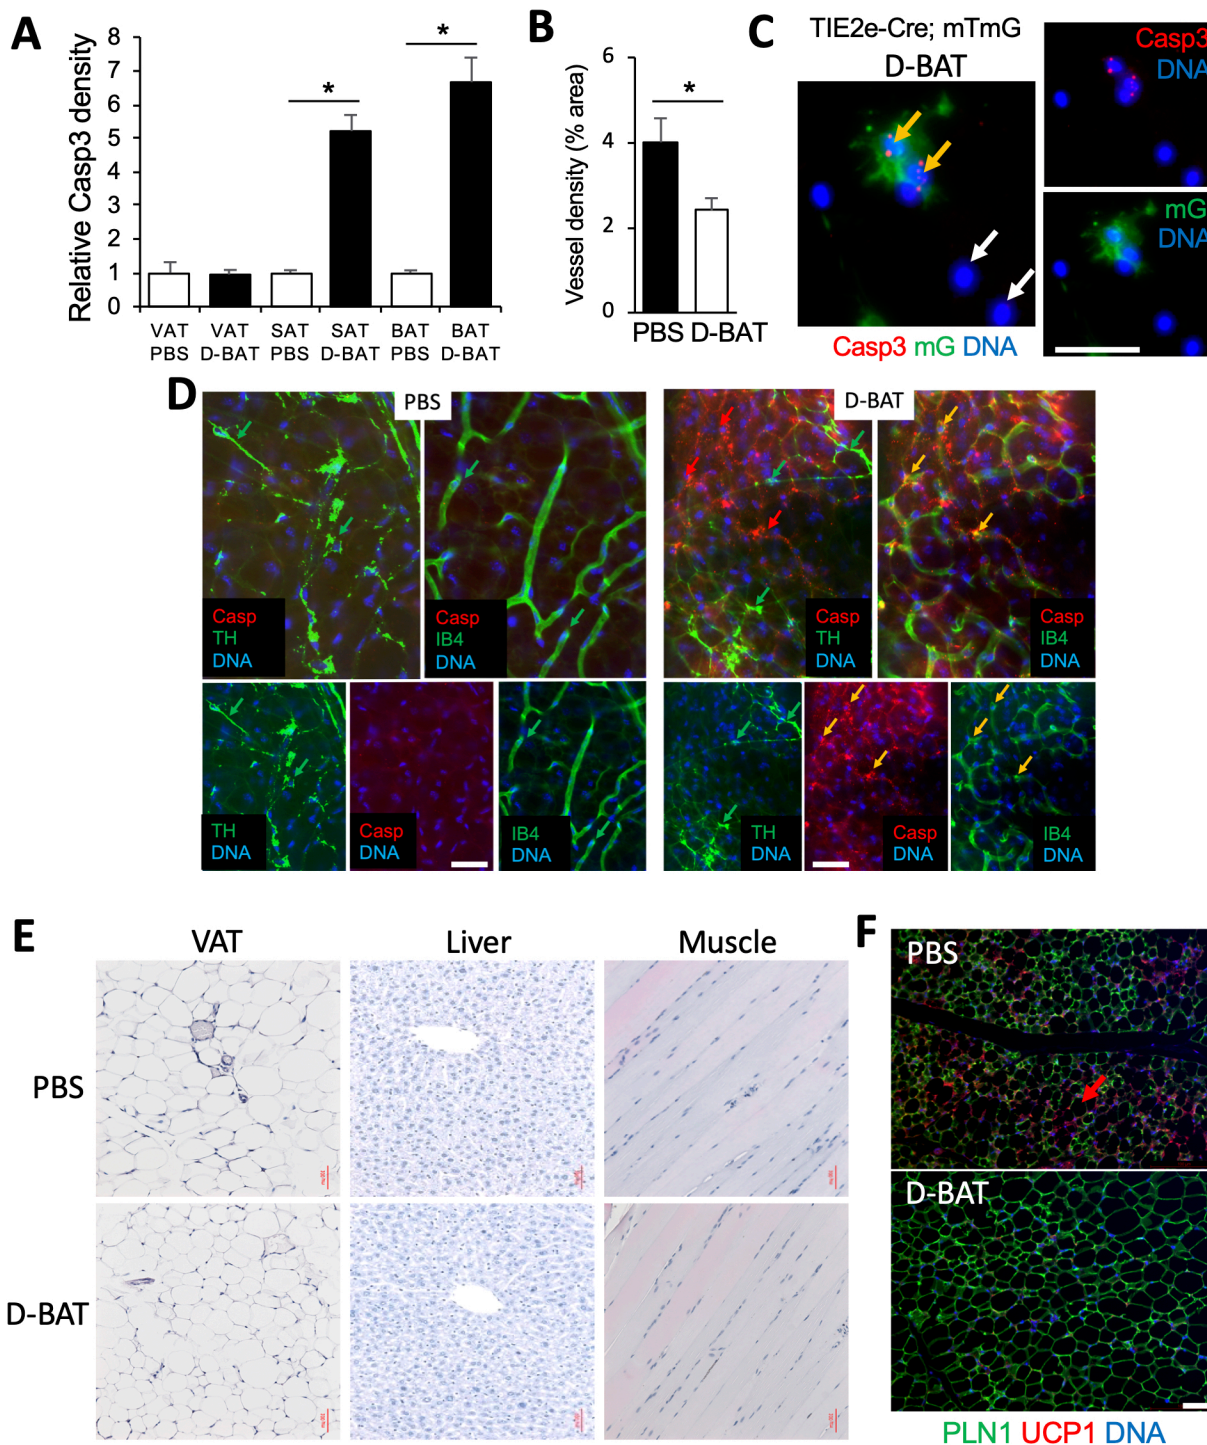 A
Relative Casp3 density
8
7
6
5
4
3
2
1
0
*
*
VAT PBS
VAT D-BAT
SAT PBS
SAT D-BAT
BAT PBS
BAT D-BAT
B
Vessel density (% area)
6
4
2
0
*
PBS
D-BAT
C
TIE2e-Cre; mTmG
D-BAT
Casp3 mG DNA
Casp3
DNA
mG
DNA
D
PBS
Casp
TH
DNA
Casp
IB4
DNA
D-BAT
Casp
TH
DNA
Casp
IB4
DNA
TH
DNA
Casp
DNA
IB4
DNA
TH
DNA
Casp
DNA
IB4
DNA
E
VAT
Liver
Muscle
PBS
D-BAT
F
PBS
D-BAT
PLN1 UCP1 DNA